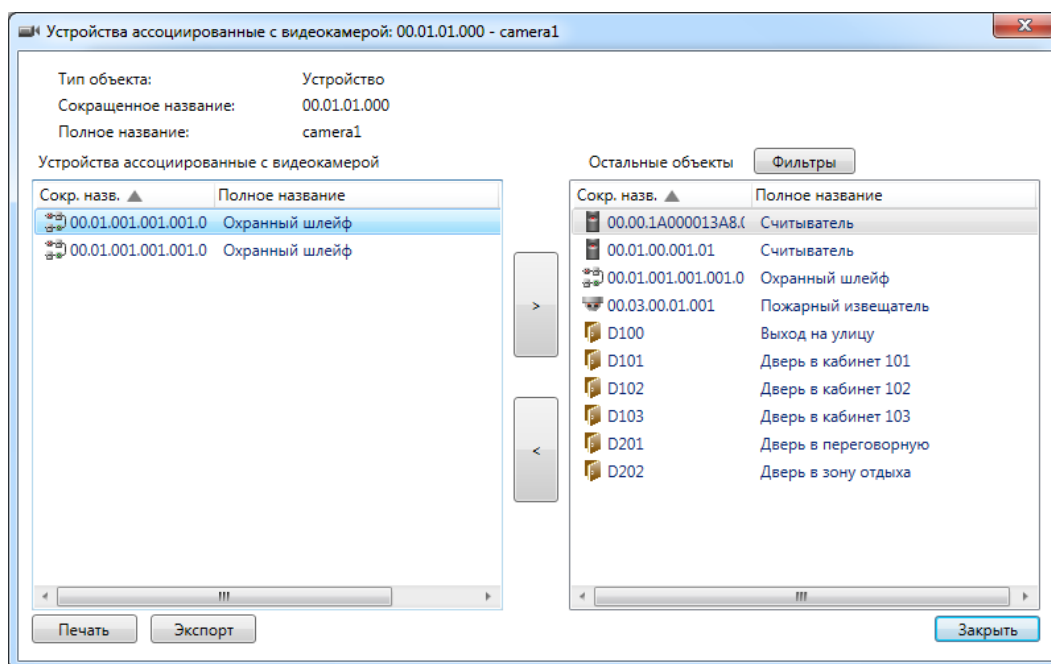 Устройства ассоциированные с видеокамерой: 00.01.01.000 - camera1
Тип объекта: Устройство
Сокращенное название: 00.01.01.000
Полное название: camera1
Устройства ассоциированные с видеокамерой
Остальные объекты Фильтры
Сокр. назв. Полное название
00.01.001.001.001.0 Охранный шлейф
00.01.001.001.001.0 Охранный шлейф
>
<
Сокр. назв. Полное название
00.00.1A000013A8.( Считыватель
00.01.00.001.01 Считыватель
00.01.001.001.001.0 Охранный шлейф
00.03.00.01.001 Пожарный извещатель
D100 Выход на улицу
D101 Дверь в кабинет 101
D102 Дверь в кабинет 102
D103 Дверь в кабинет 103
D201 Дверь в переговорную
D202 Дверь в зону отдыха
Печать Экспорт Закрыть